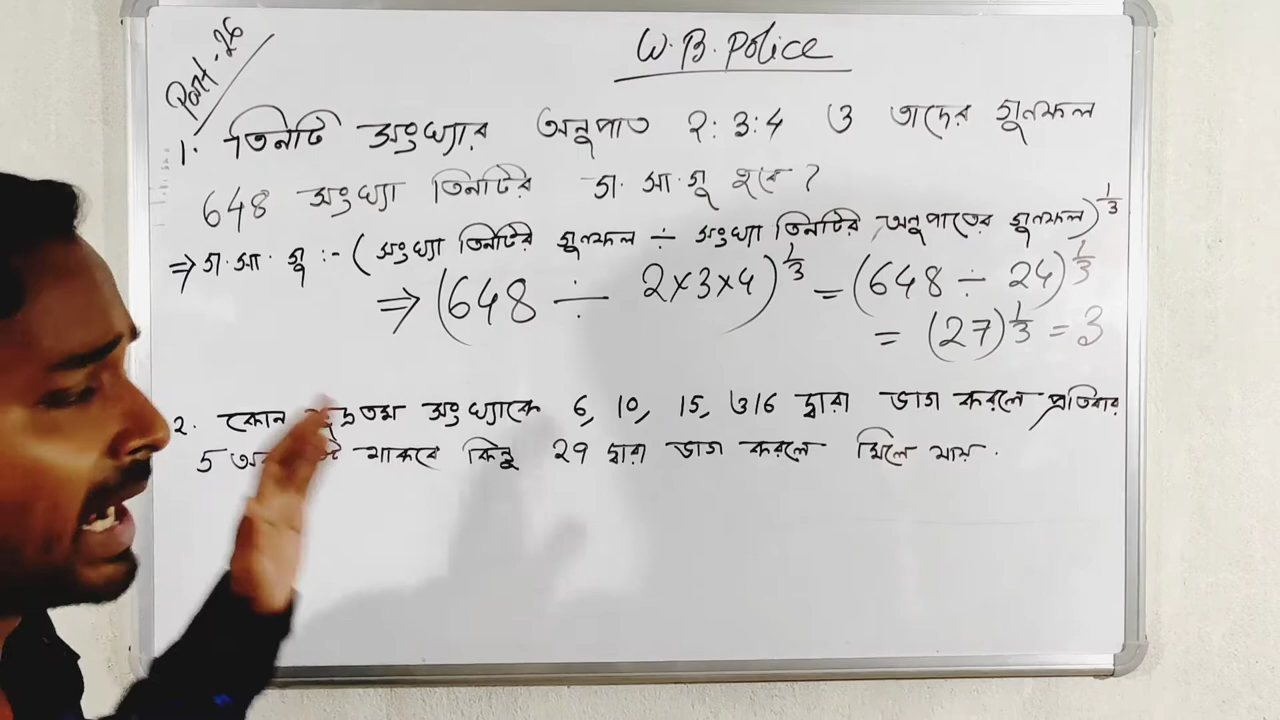 Part-26
W.B.Police
1. তিনটি সংখ্যার অনুপাত 2:3:4 ও তাদের গুনফল
648 সংখ্যা তিনটির গ.সা.গু হবে?
⇒ গ.সা.গু :- (সংখ্যা তিনটির গুনফল ÷ সংখ্যা তিনটির অনুপাতের গুনফল)^1/3
⇒ (648 ÷ 2×3×4)^1/3 = (648 ÷ 24)^1/3
= (27)^1/3 = 3
2. কোন ক্ষুদ্রতম সংখ্যাকে 6, 10, 15, ও 16 দ্বারা ভাগ করলে প্রতিবার
5 থাকবে কিন্তু 29 দ্বারা ভাগ করলে মিলে যায়.